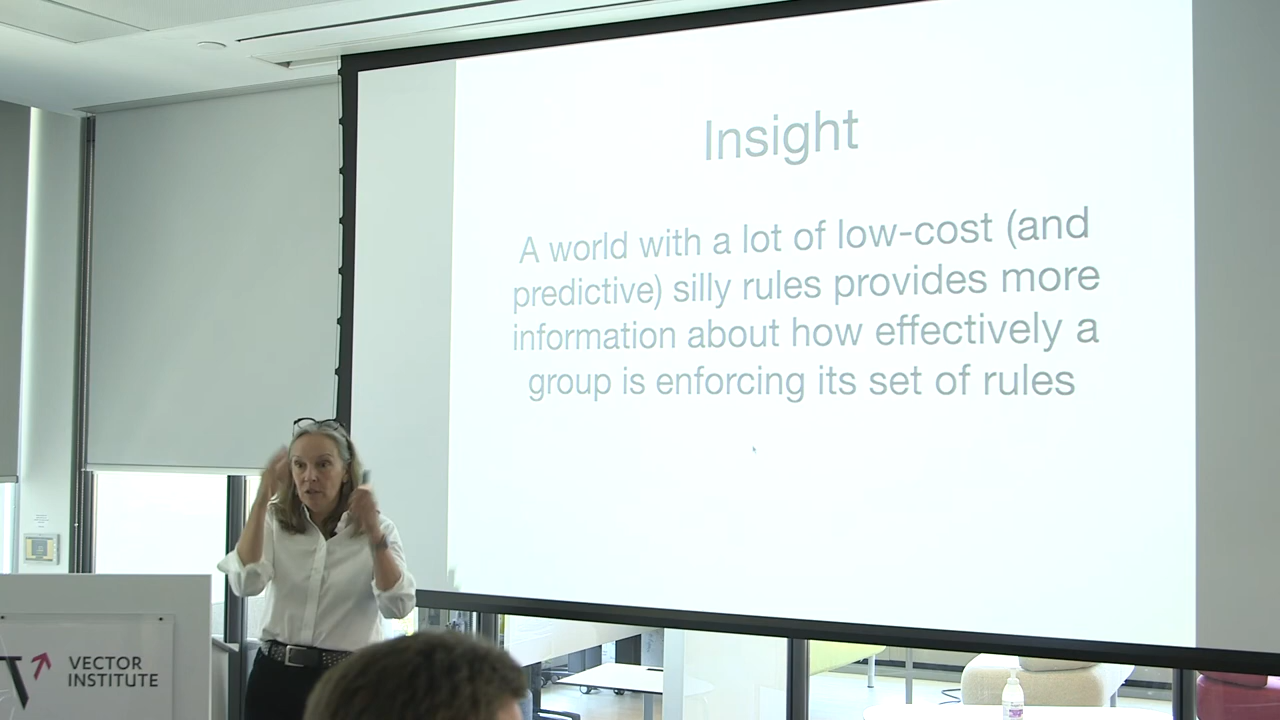 Insight
A world with a lot of low-cost (and
predictive) silly rules provides more
information about how effectively a
group is enforcing its set of rules
VECTOR
INSTITUTE